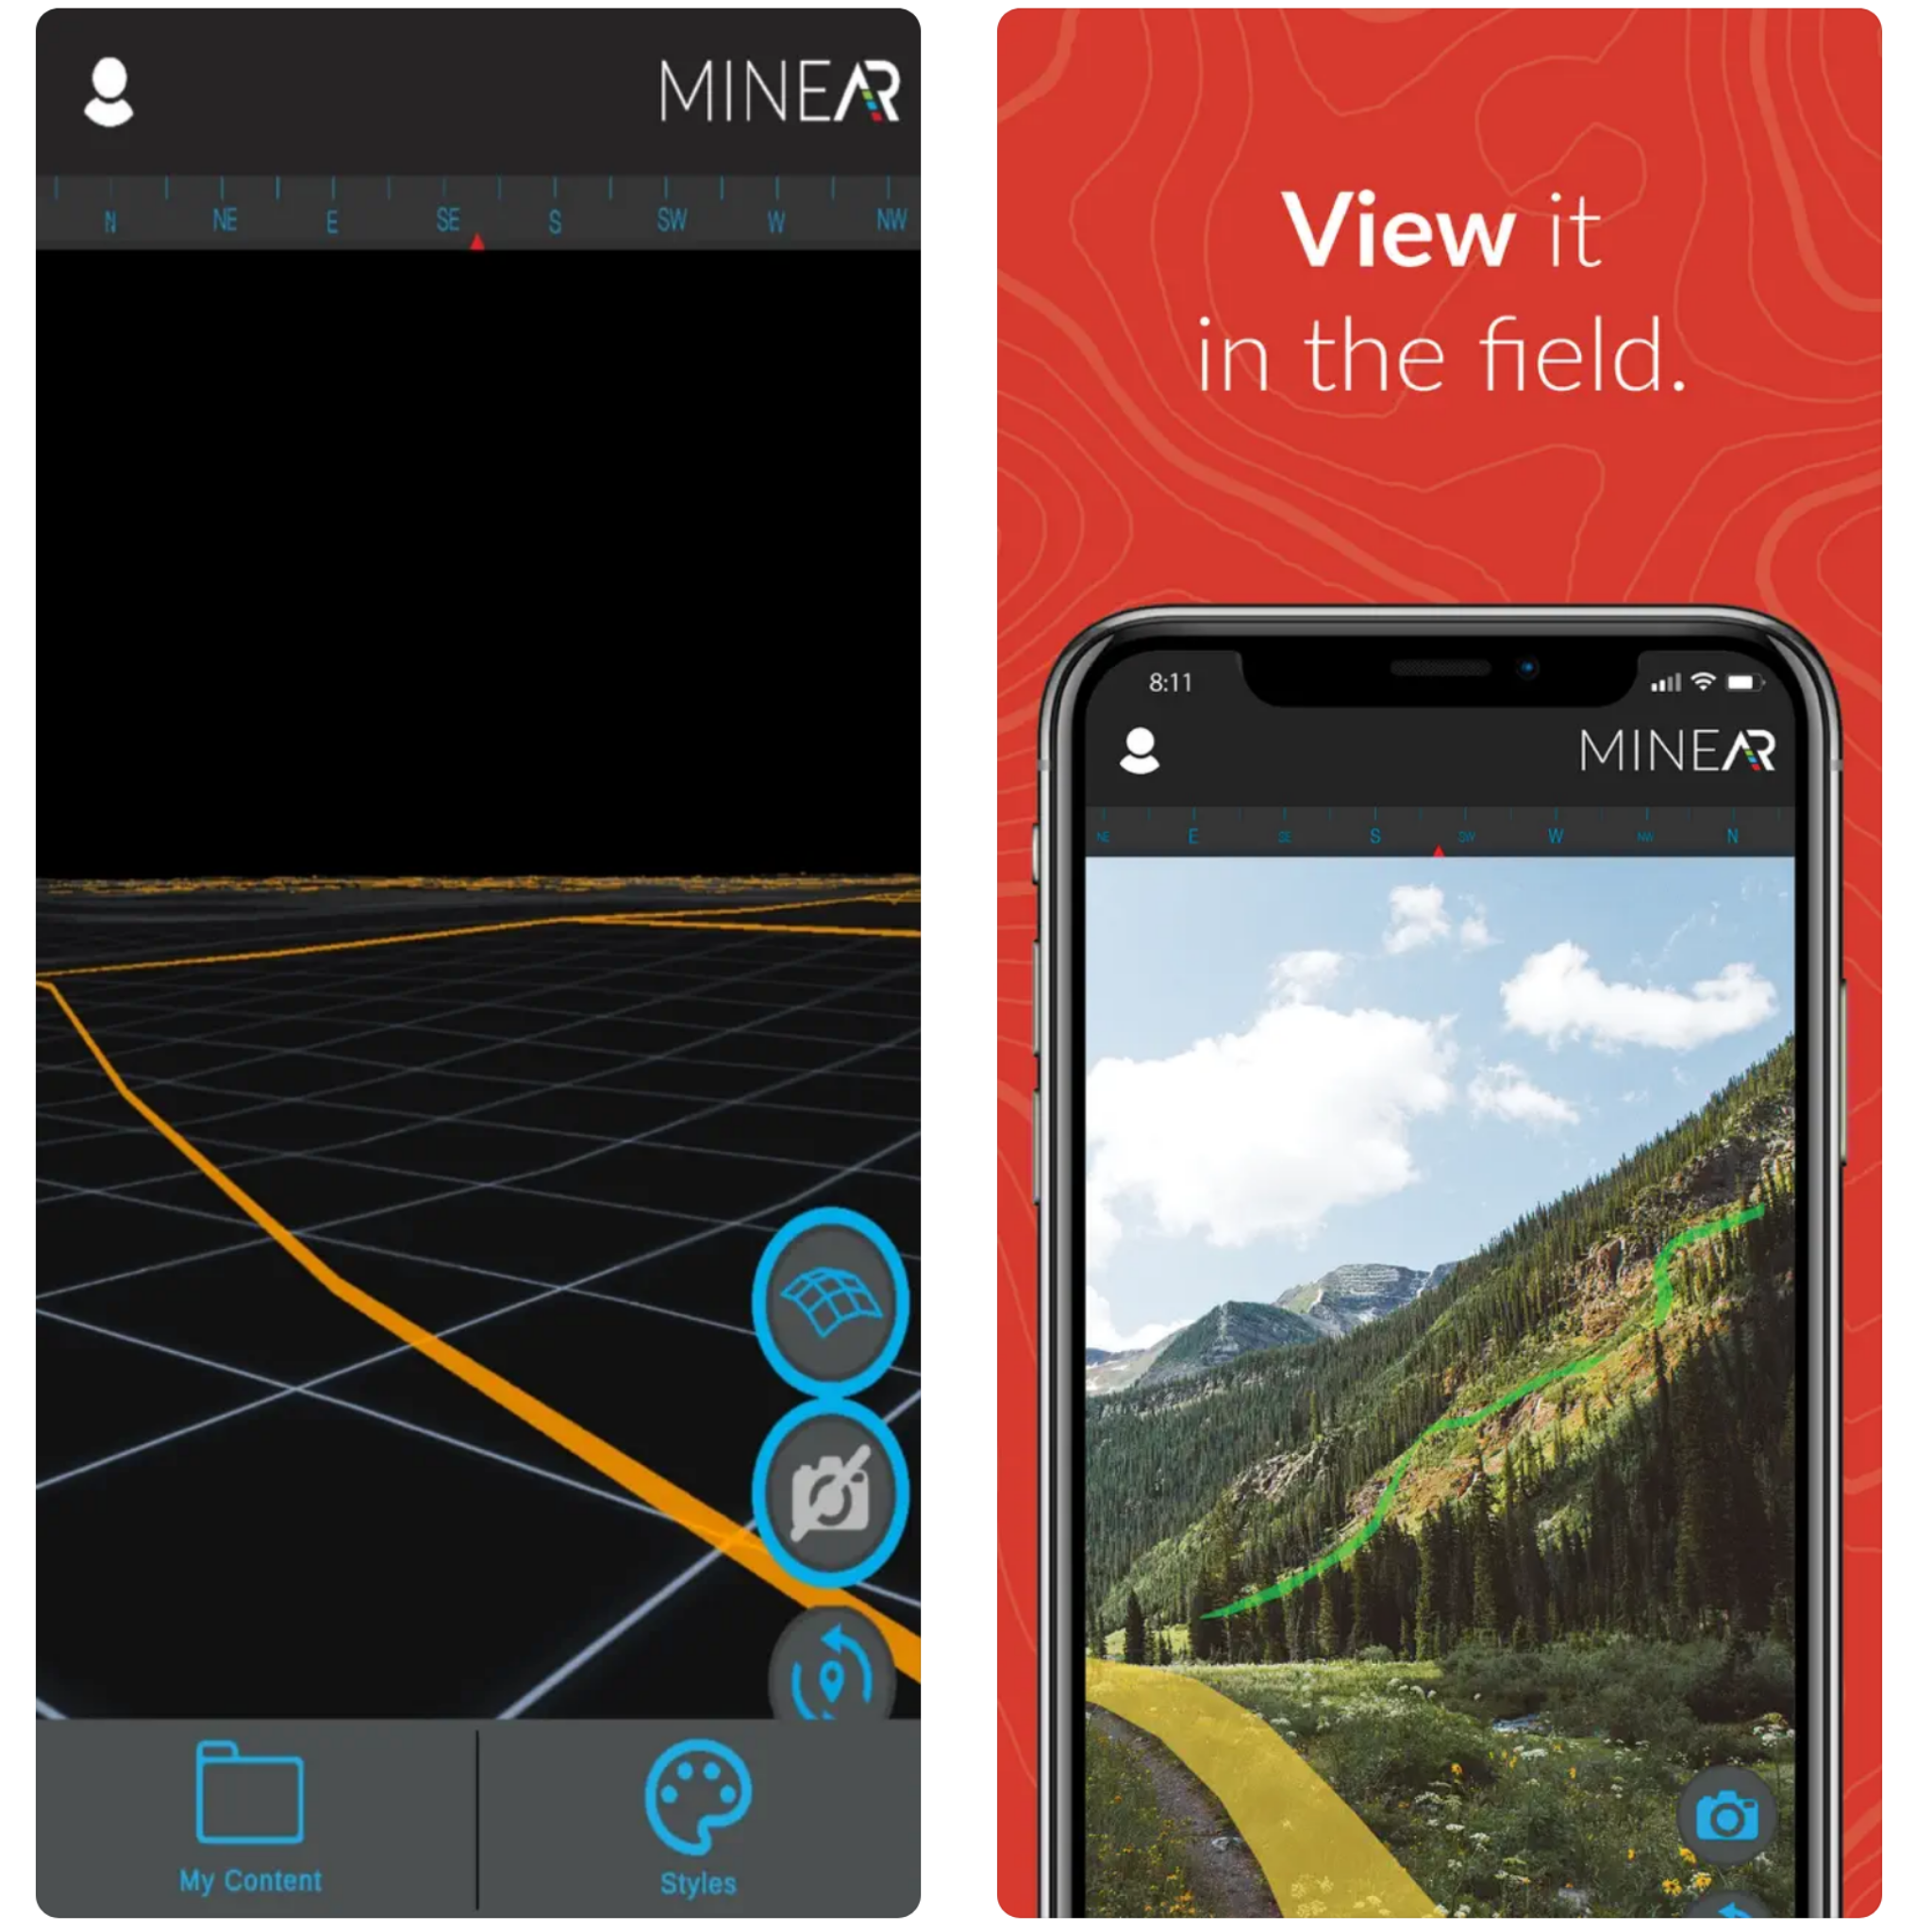 MINEAR
N NE E SE S SW W NW
My Content
Styles
View it
in the field.
8:11
MINEAR
NE E SE S SW W NW N